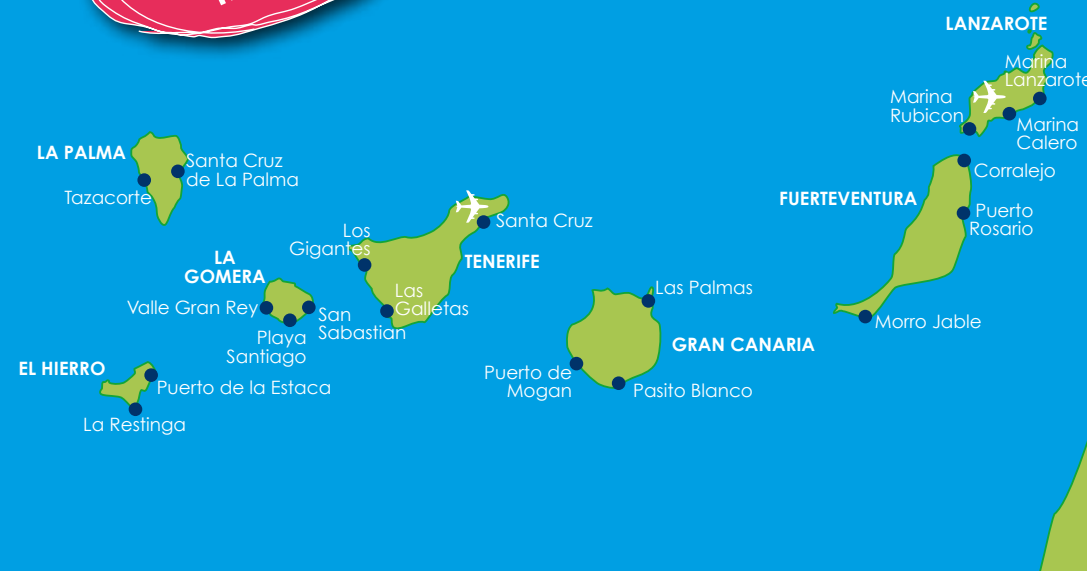 LANZAROTE
Marina
Lanzarote
Marina
Rubicon
Marina
Calero
LA PALMA
Santa Cruz
de La Palma
Tazacorte
Corralejo
FUERTEVENTURA
Puerto
Rosario
Los
Gigantes
Santa Cruz
TENERIFE
LA
GOMERA
Las
Galletas
Valle Gran Rey
San
Sabastian
Playa
Santiago
Las Palmas
Morro Jable
GRAN CANARIA
EL HIERRO
Puerto de la Estaca
La Restinga
Puerto de
Mogan
Pasito Blanco